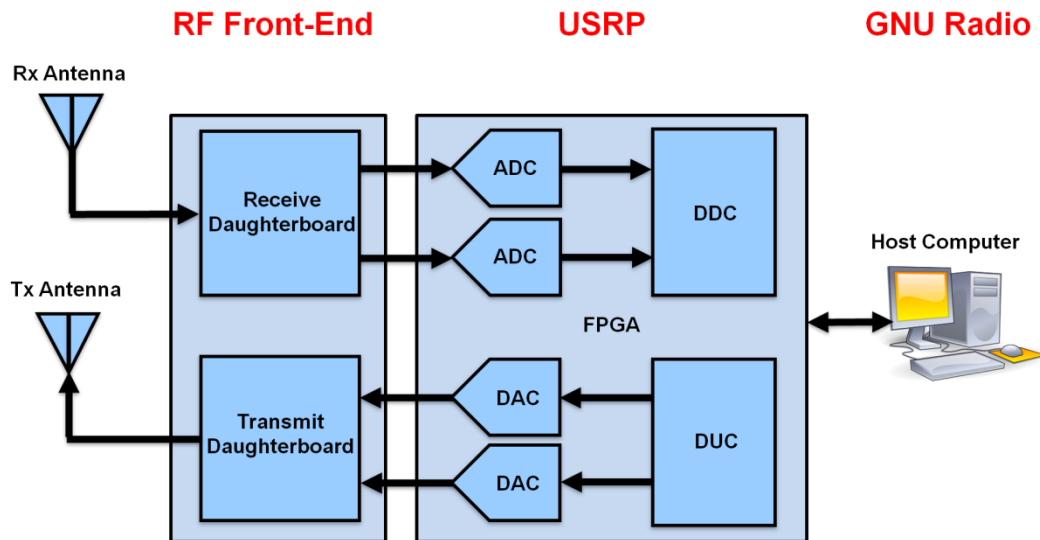 RF Front-End
USRP
GNU Radio
Rx Antenna
Receive
Daughterboard
ADC
ADC
DDC
Host Computer
Tx Antenna
FPGA
Transmit
Daughterboard
DAC
DAC
DUC